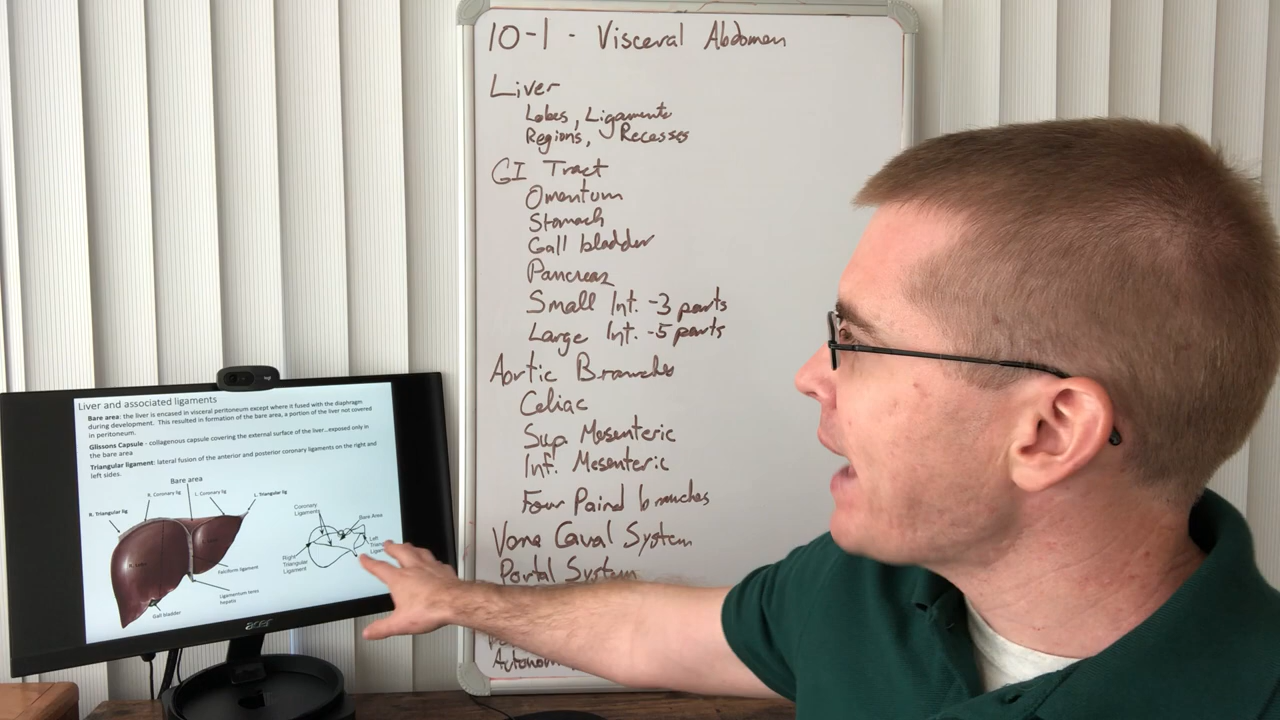 10-1 - Visceral Abdomen
Liver
Lobes, Ligaments
Regions, Recesses
GI Tract
Omentum
Stomach
Gall bladder
Pancreas
Small Int. -3 parts
Large Int. -5 parts
Aortic Branches
Celiac
Sup Mesenteric
Inf. Mesenteric
Four Paired branches
Vena Caval System
Portal System
Autonom
Liver and associated ligaments
Bare area: the liver is encased in visceral peritoneum except where it fused with the diaphragm
during development. This resulted in formation of the bare area, a portion of the liver not covered
in peritoneum.
Glissons Capsule - collagenous capsule covering the external surface of the liver...exposed only in
the bare area
Triangular ligament: lateral fusion of the anterior and posterior coronary ligaments on the right and
left sides.
Bare area
R. Coronary lig
L. Coronary lig
L. Triangular lig
R. Triangular lig
Falciform ligament
Ligamentum teres
hepatis
Gall bladder
Coronary
Ligaments
Bare Area
Left
Right
Triangular
Ligament
acer